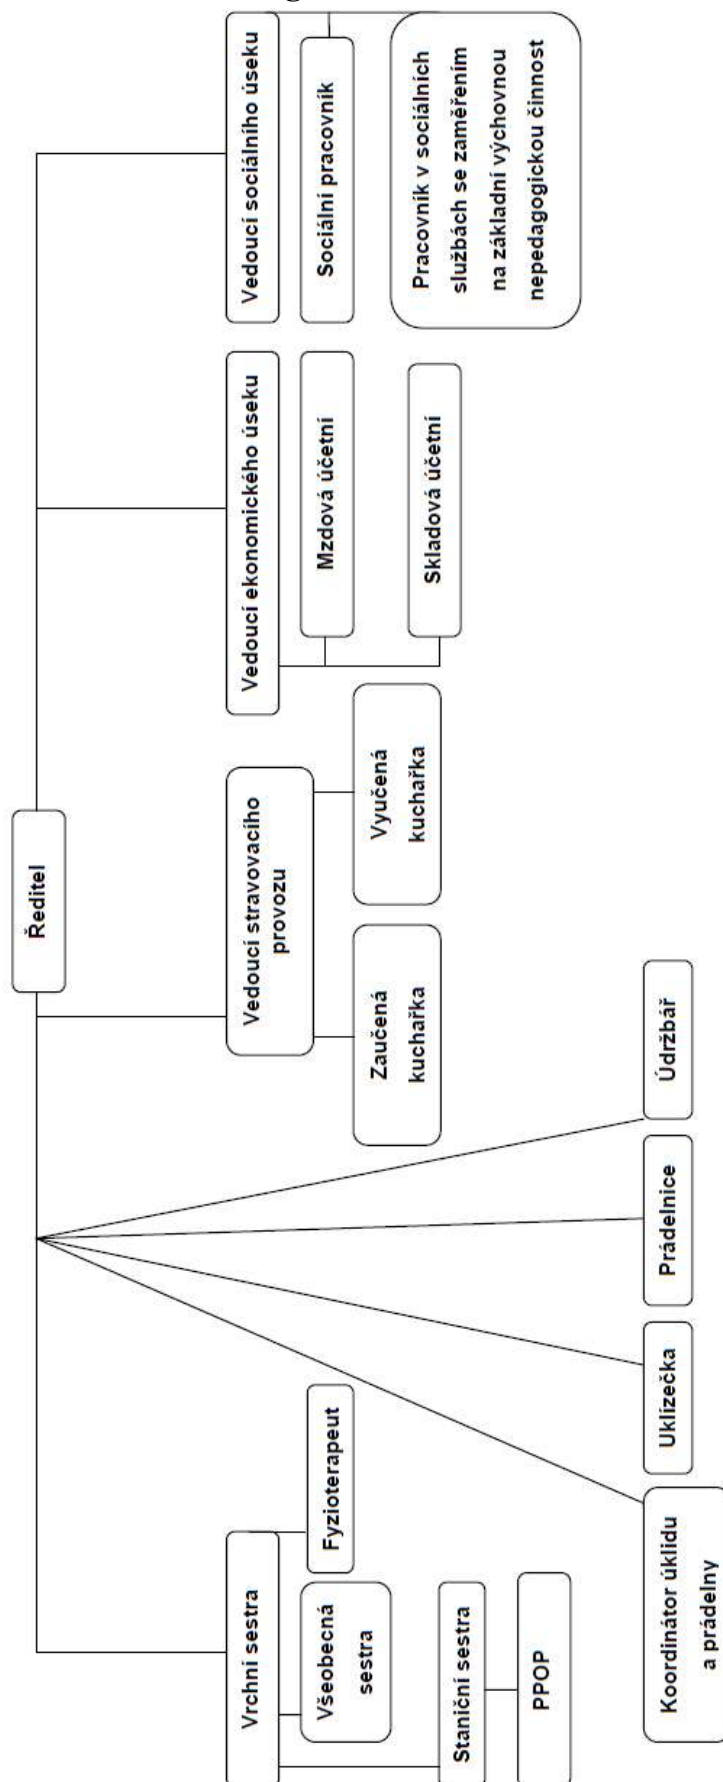 Ředitel
Vrchní sestra
Vedoucí stravovacího
provozu
Vedoucí ekonomického úseku
Vedoucí sociálního úseku
Fyzioterapeut
Všeobecná
sestra
Staniční sestra
PPOP
Zaučená
kuchařka
Vyučená
kuchařka
Mzdová účetní
Skladová účetní
Sociální pracovník
Pracovník v sociálních
službách se zaměřením
na základní výchovnou
nepedagogickou činnost
Koordinátor úklidu
a prádelny
Uklízečka
Prádelnice
Údržbář